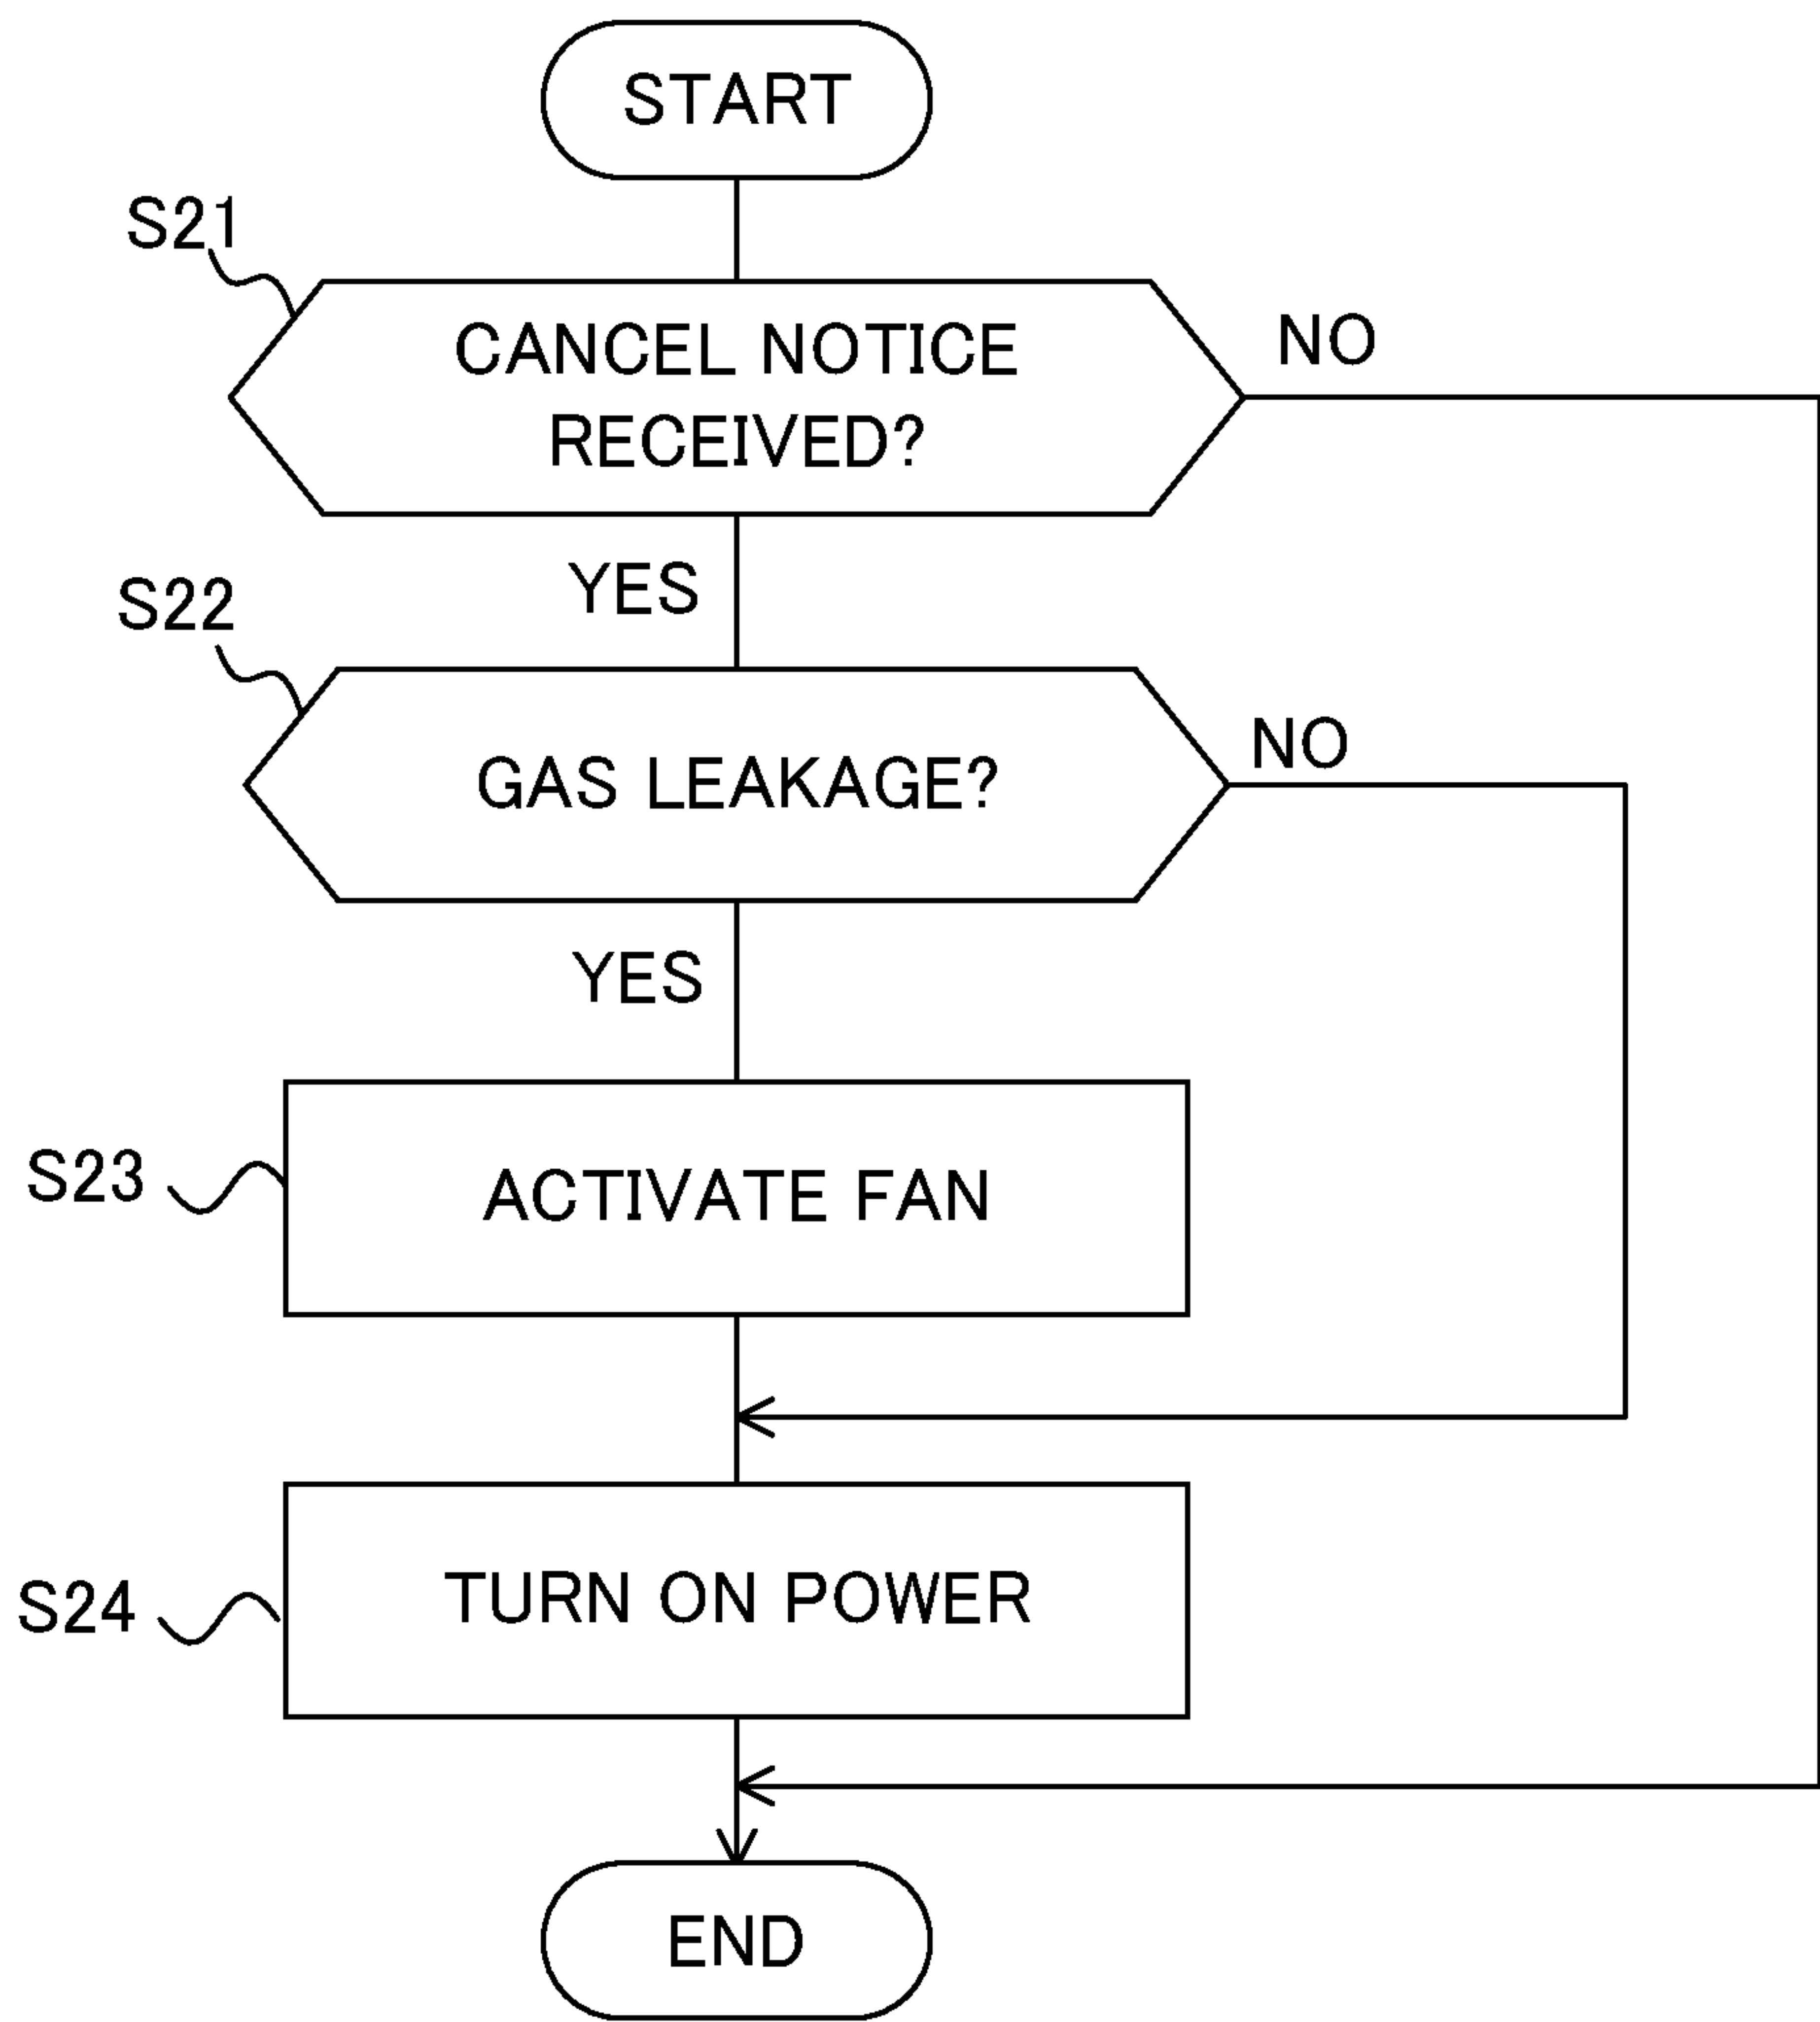 START
S21
CANCEL NOTICE
RECEIVED?
NO
YES
S22
GAS LEAKAGE?
NO
YES
S23
ACTIVATE FAN
S24
TURN ON POWER
END